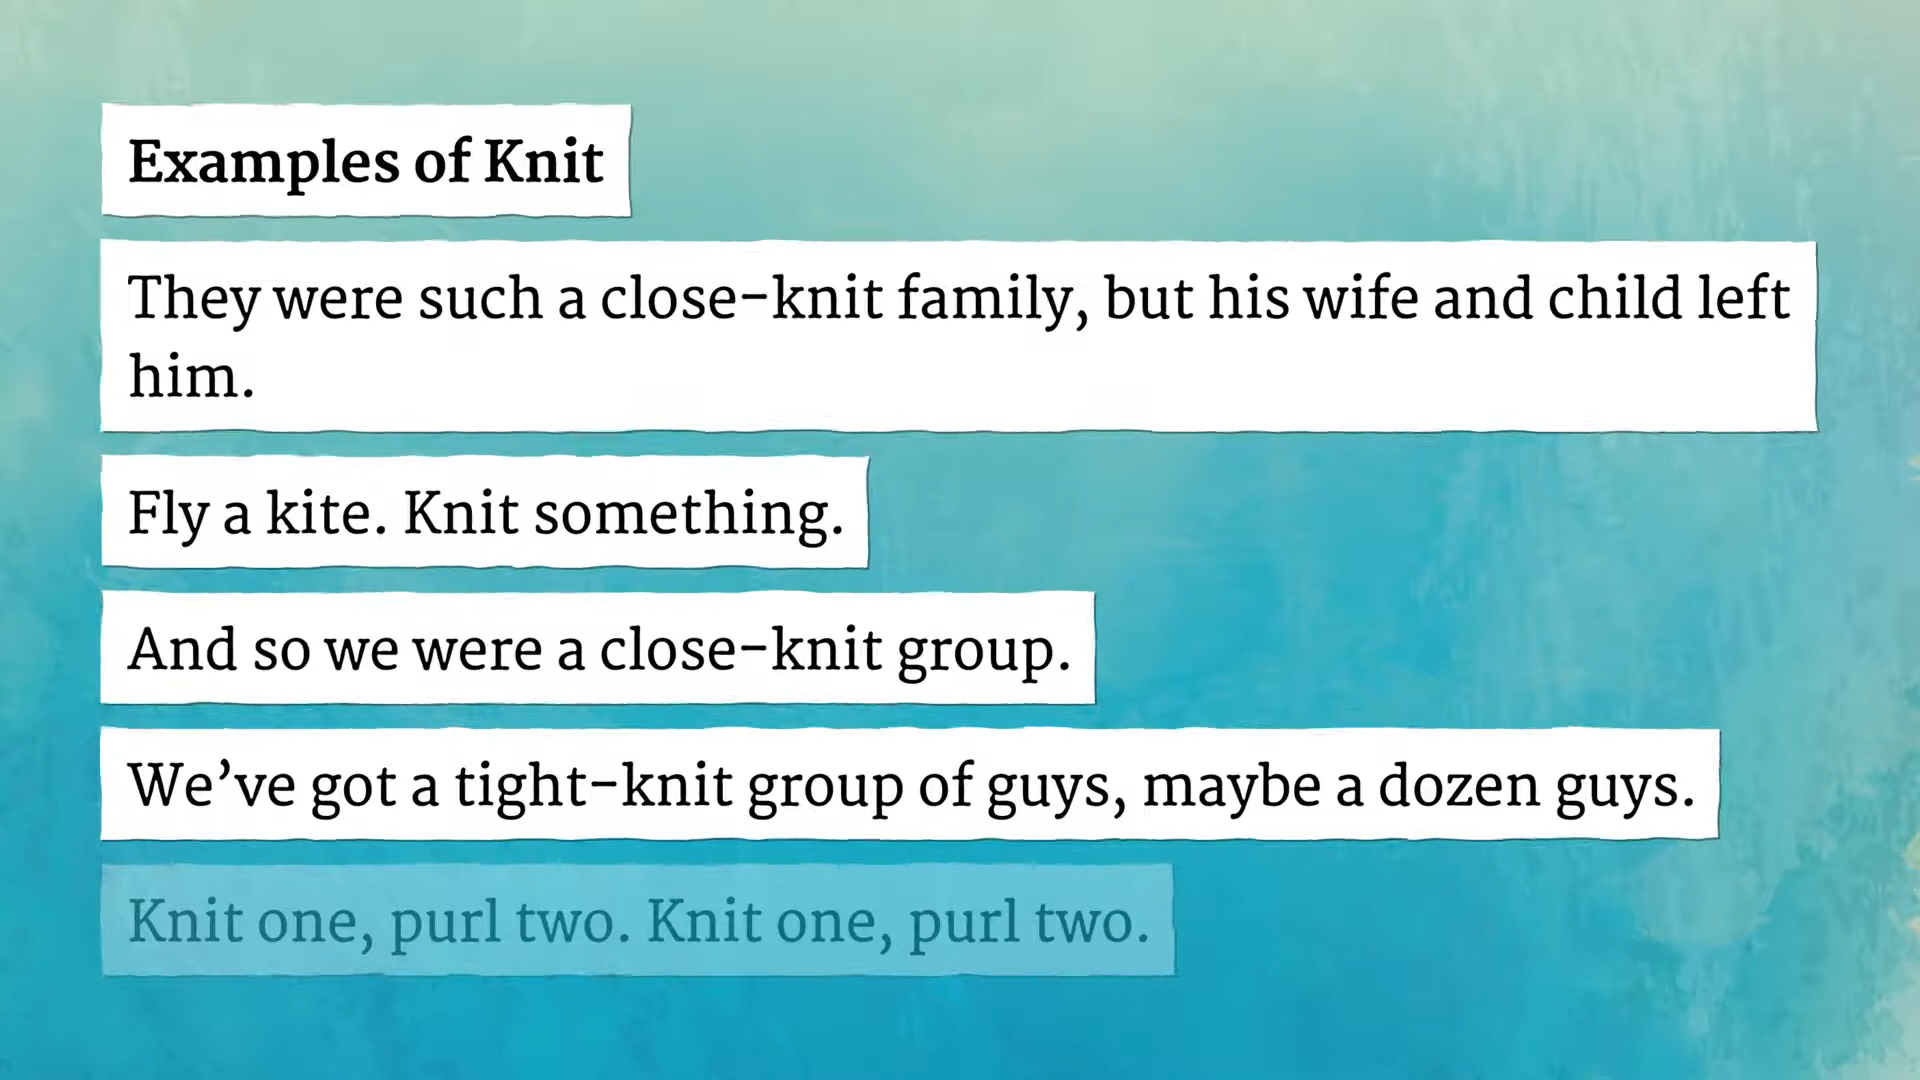 Examples of Knit
They were such a close-knit family, but his wife and child left
him.
Fly a kite. Knit something.
And so we were a close-knit group.
We’ve got a tight-knit group of guys, maybe a dozen guys.
Knit one, purl two. Knit one, purl two.